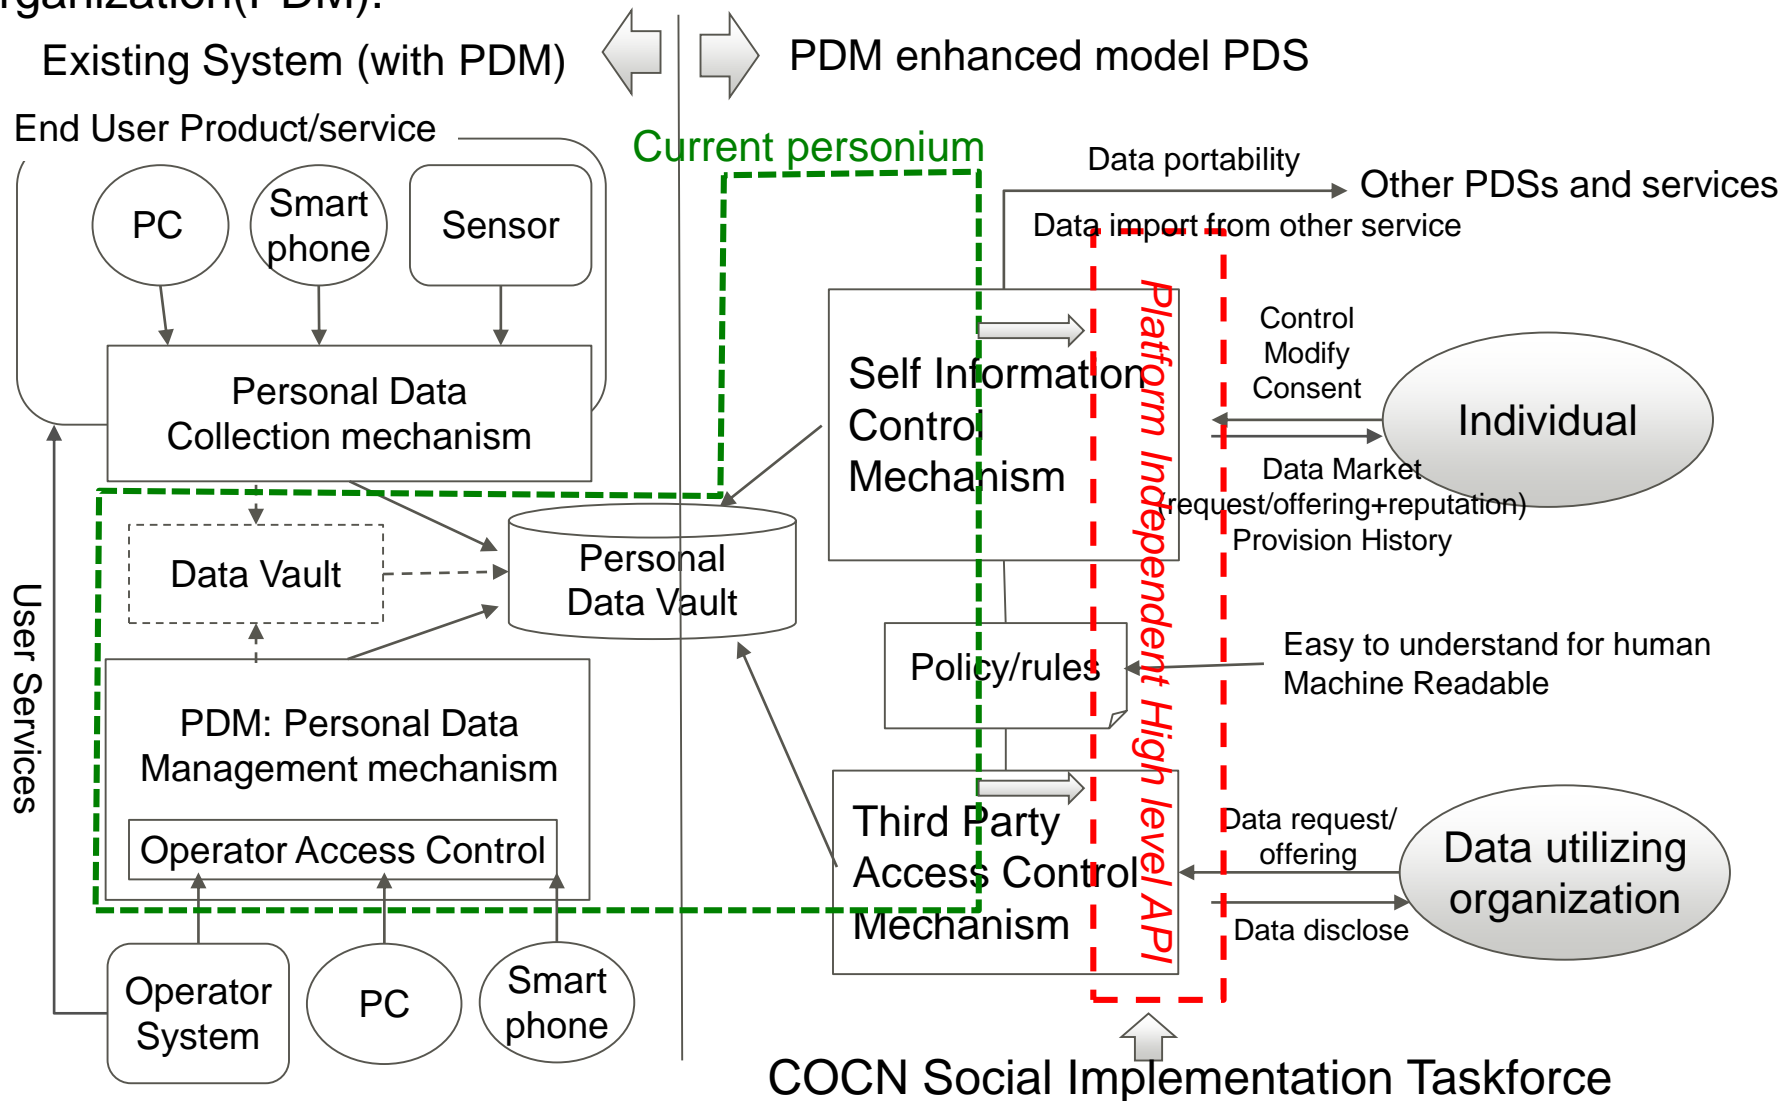 rganization(PDM).
Existing System (with PDM)
PDM enhanced model PDS
End User Product/service
Current personium
Data portability
Other PDSs and services
Data import from other service
PC
Smart
phone
Sensor
Personal Data
Collection mechanism
Self Information
Control
Mechanism
Platform Independent High level API
Control
Modify
Consent
Individual
Data Market
(request/offering+reputation)
Provision History
Data Vault
Personal
Data Vault
User Services
Policy/rules
Easy to understand for human
Machine Readable
PDM: Personal Data
Management mechanism
Operator Access Control
Third Party
Access Control
Mechanism
Data request/
offering
Data disclose
Data utilizing
organization
Operator
System
PC
Smart
phone
COCN Social Implementation Taskforce